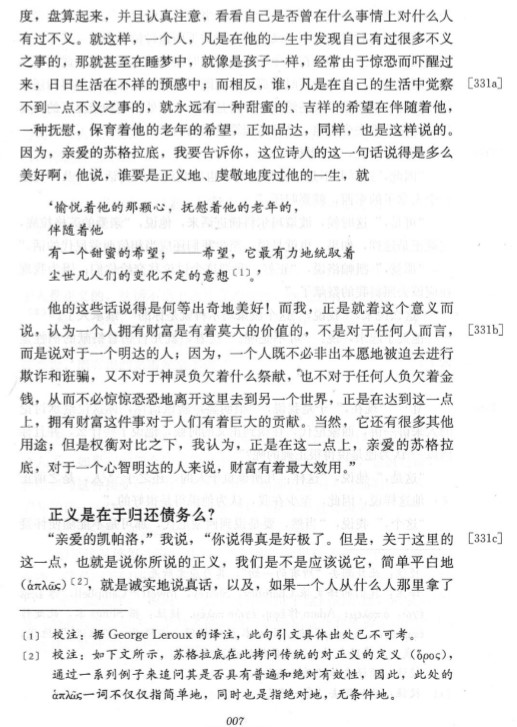 度，盘算起来，并且认真注意，看看自己是否曾在什么事情上对什么人
有过不义。就这样，一个人，凡是在他的一生中发现自己有过很多不义
之事的，那就甚至在睡梦中，就像是孩子一样，经常由于惊恐而吓醒过
来，日日生活在不祥的预感中；而相反，谁，凡是在自己的生活中觉察 [331a]
不到一点不义之事的，就永远有一种甜蜜的、吉祥的希望在伴随着他，
一种抚慰，保育着他的老年的希望，正如品达，同样，也是这样说的。
因为，亲爱的苏格拉底，我要告诉你，这位诗人的这一句话说得是多么
美好啊，他说，谁要是正义地、虔敬地度过他的一生，就
‘愉悦着他的那颗心，抚慰着他的老年的，
伴随着他
有一个甜蜜的希望；——希望，它最有力地统驭着
尘世凡人们的变化不定的意想[1]。’
他的这些话说得是何等出奇地美好！而我，正是就着这个意义而
说，认为一个人拥有财富是有着莫大的价值的，不是对于任何人而言， [331b]
而是说对于一个明达的人；因为，一个人既不必非出本愿地被迫去进行
欺诈和诳骗，又不对于神灵负欠着什么祭献，也不对于任何人负欠着金
钱，从而不必惊惊恐恐地离开这里去到另一个世界，正是在达到这一点
上，拥有财富这件事对于人们有着巨大的贡献。当然，它还有很多其他
用途；但是权衡对比之下，我认为，正是在这一点上，亲爱的苏格拉
底，对于一个心智明达的人来说，财富有着最大效用。”
正义是在于归还债务么？
“亲爱的凯帕洛，”我说，“你说得真是好极了。但是，关于这里的 [331c]
这一点，也就是说你所说的正义，我们是不是应该说它，简单平白地
（ἁπλῶς）[2]，就是诚实地说真话，以及，如果一个人从什么人那里拿了
[1] 校注：据 George Leroux 的译注，此句引文具体出处已不可考。
[2] 校注：如下文所示，苏格拉底在此拷问传统的对正义的定义（ὅρος），
通过一系列例子来追问其是否具有普遍和绝对有效性，因此，此处的
ἁπλῶς一词不仅仅指简单地，同时也是指绝对地，无条件地。
007